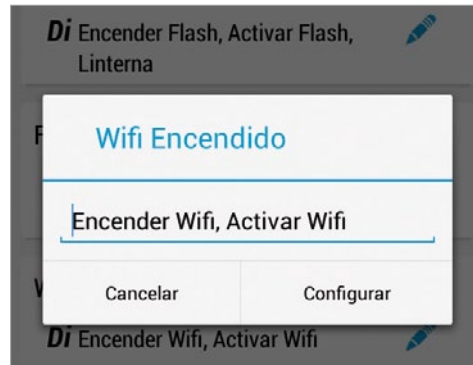 Di Encender Flash, Activar Flash,
Linterna
F
Wifi Encendido
Encender Wifi, Activar Wifi
Cancelar
Configurar
W
Di Encender Wifi, Activar Wifi